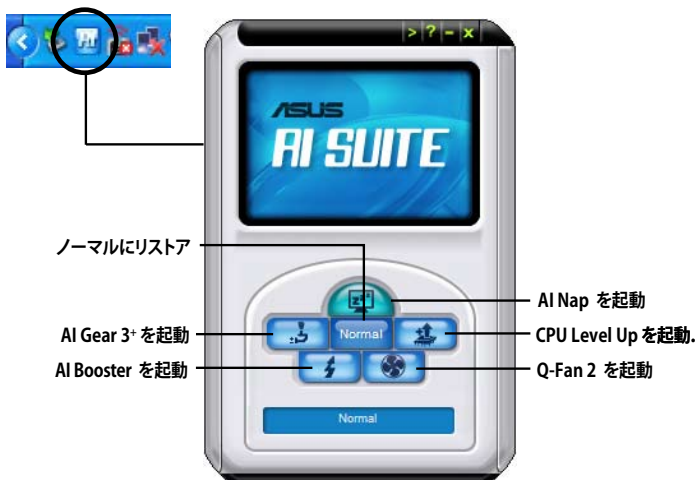 > ? - x
ASUS
AI SUITE
ノーマルにリストア
zzz
AI Nap を起動
AI Gear 3+ を起動
Normal
CPU Level Up を起動.
AI Booster を起動
Q-Fan 2 を起動
Normal